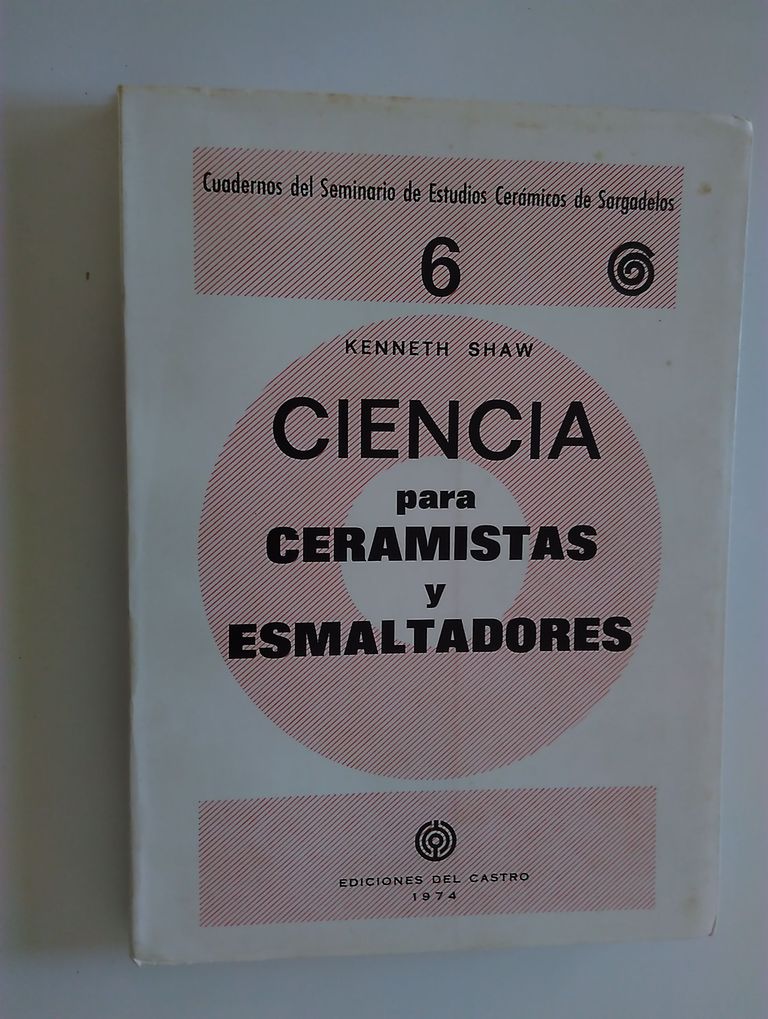 Cuadernos del Seminario de Estudios Cerámicos de Sargadelos
6
KENNETH SHAW
CIENCIA
para
CERAMISTAS
y
ESMALTADORES
EDICIONES DEL CASTRO
1974